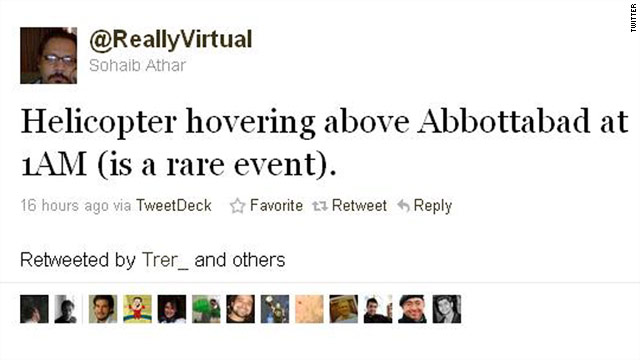 TWITTER
@ReallyVirtual
Sohaib Athar
Helicopter hovering above Abbottabad at
1AM (is a rare event).
16 hours ago via TweetDeck Favorite Retweet Reply
Retweeted by Trer_ and others